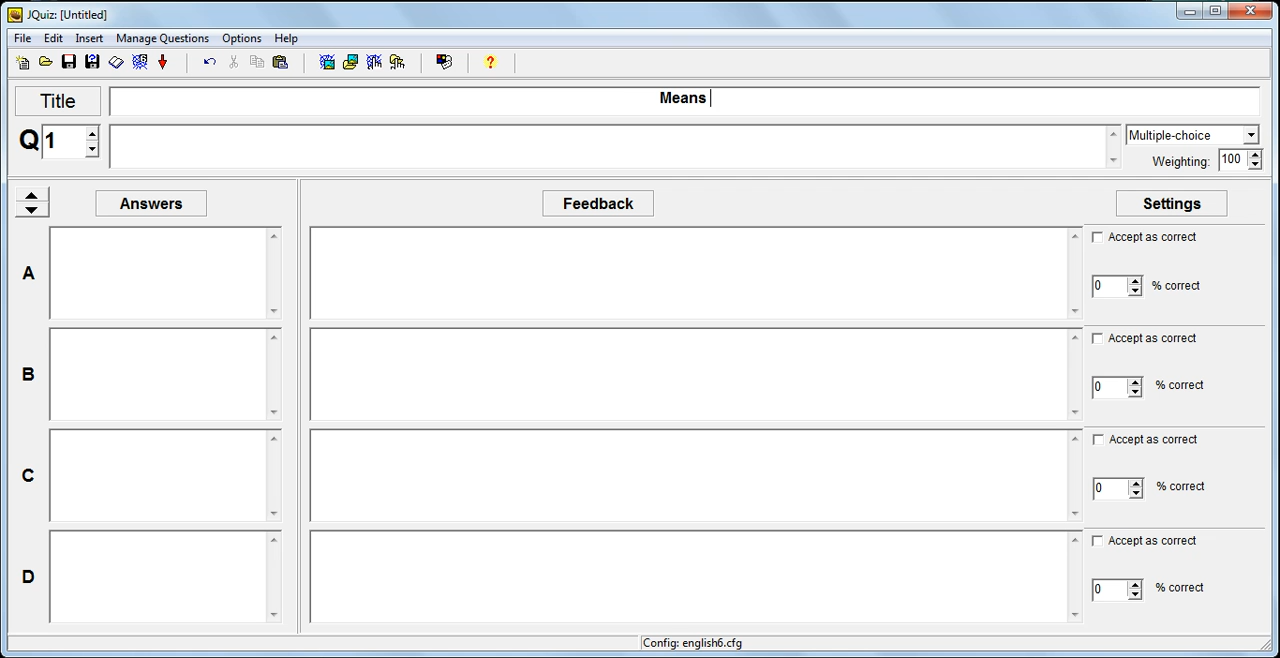 JQuiz: [Untitled]
File Edit Insert Manage Questions Options Help
Title Means
Q 1 Multiple-choice
Weighting: 100
Answers Feedback Settings
A Accept as correct
0 % correct
B Accept as correct
0 % correct
C Accept as correct
0 % correct
D Accept as correct
0 % correct
Config: english6.cfg